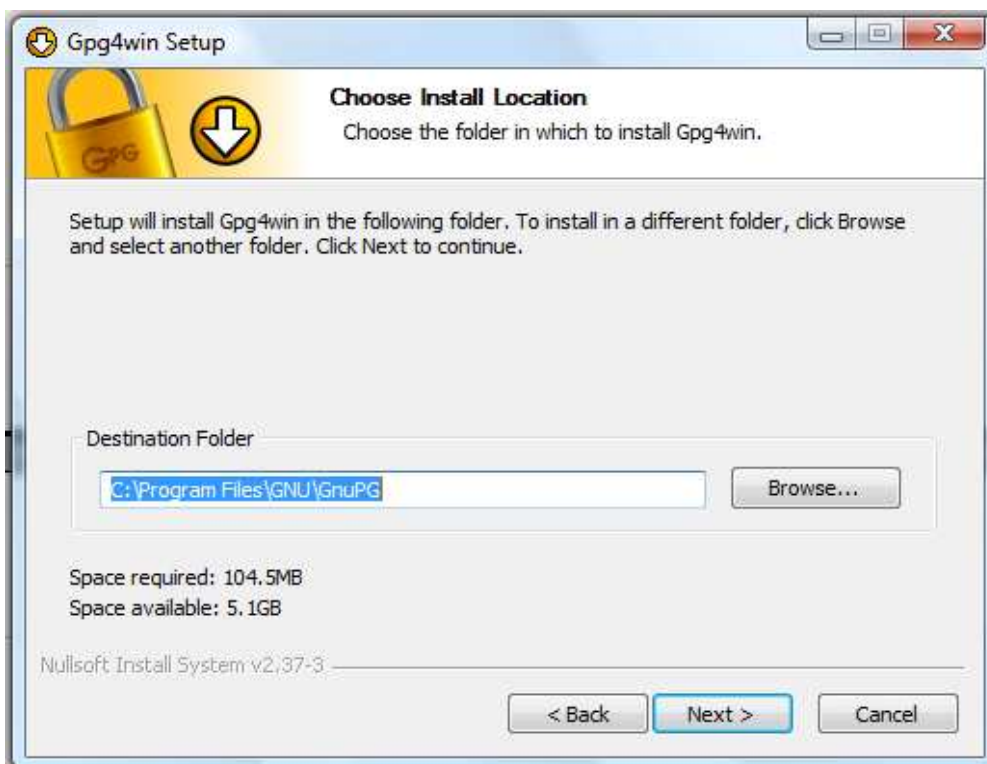 Gpg4win Setup
GPG
Choose Install Location
Choose the folder in which to install Gpg4win.
Setup will install Gpg4win in the following folder. To install in a different folder, click Browse
and select another folder. Click Next to continue.
Destination Folder
C:\Program Files\GNU\GnuPG
Browse...
Space required: 104.5MB
Space available: 5.1GB
Nullsoft Install System v2.37-3
< Back
Next >
Cancel